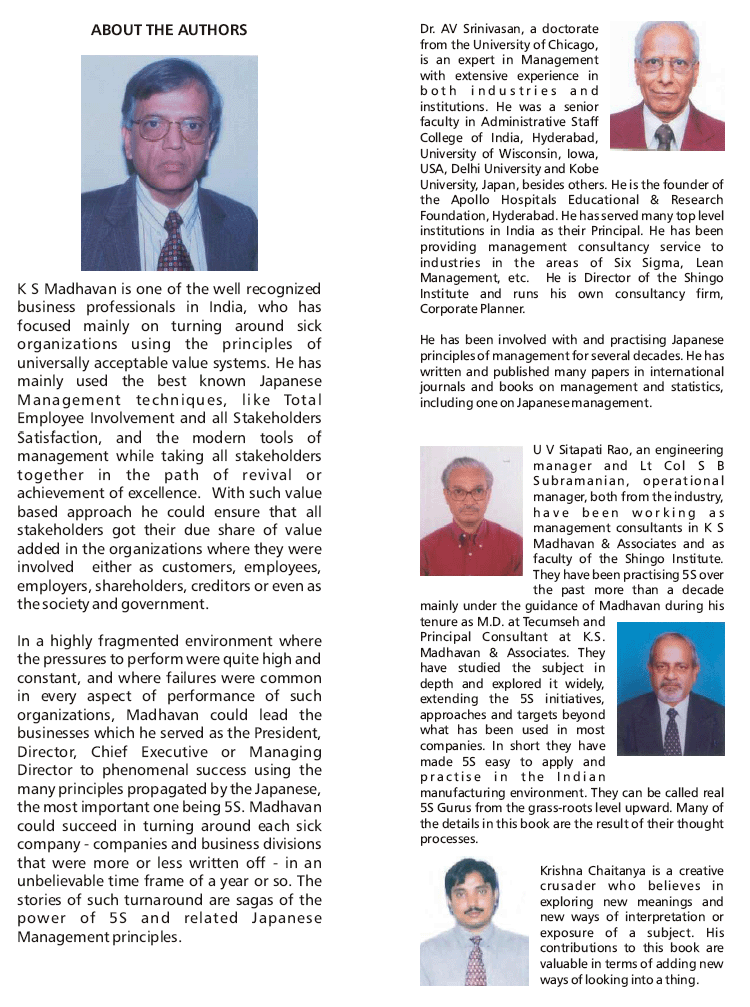 ABOUT THE AUTHORS
K S Madhavan is one of the well recognized
business professionals in India, who has
focused mainly on turning around sick
organizations using the principles of
universally acceptable value systems. He has
mainly used the best known Japanese
Management techniques, like Total
Employee Involvement and all Stakeholders
Satisfaction, and the modern tools of
management while taking all stakeholders
together in the path of revival or
achievement of excellence. With such value
based approach he could ensure that all
stakeholders got their due share of value
added in the organizations where they were
involved either as customers, employees,
employers, shareholders, creditors or even as
the society and government.
In a highly fragmented environment where
the pressures to perform were quite high and
constant, and where failures were common
in every aspect of performance of such
organizations, Madhavan could lead the
businesses which he served as the President,
Director, Chief Executive or Managing
Director to phenomenal success using the
many principles propagated by the Japanese,
the most important one being 5S. Madhavan
could succeed in turning around each sick
company - companies and business divisions
that were more or less written off - in an
unbelievable time frame of a year or so. The
stories of such turnaround are sagas of the
power of 5S and related Japanese
Management principles.
Dr. AV Srinivasan, a doctorate
from the University of Chicago,
is an expert in Management
with extensive experience in
both industries and
institutions. He was a senior
faculty in Administrative Staff
College of India, Hyderabad,
University of Wisconsin, Iowa,
USA, Delhi University and Kobe
University, Japan, besides others. He is the founder of
the Apollo Hospitals Educational & Research
Foundation, Hyderabad. He has served many top level
institutions in India as their Principal. He has been
providing management consultancy service to
industries in the areas of Six Sigma, Lean
Management, etc. He is Director of the Shingo
Institute and runs his own consultancy firm,
Corporate Planner.
He has been involved with and practising Japanese
principles of management for several decades. He has
written and published many papers in international
journals and books on management and statistics,
including one on Japanese management.
U V Sitapati Rao, an engineering
manager and Lt Col S B
Subramanian, operational
manager, both from the industry,
have been working as
management consultants in K S
Madhavan & Associates and as
faculty of the Shingo Institute.
They have been practising 5S over
the past more than a decade
mainly under the guidance of Madhavan during his
tenure as M.D. at Tecumseh and
Principal Consultant at K.S.
Madhavan & Associates. They
have studied the subject in
depth and explored it widely,
extending the 5S initiatives,
approaches and targets beyond
what has been used in most
companies. In short they have
made 5S easy to apply and
practise in the Indian
manufacturing environment. They can be called real
5S Gurus from the grass-roots level upward. Many of
the details in this book are the result of their thought
processes.
Krishna Chaitanya is a creative
crusader who believes in
exploring new meanings and
new ways of interpretation or
exposure of a subject. His
contributions to this book are
valuable in terms of adding new
ways of looking into a thing.